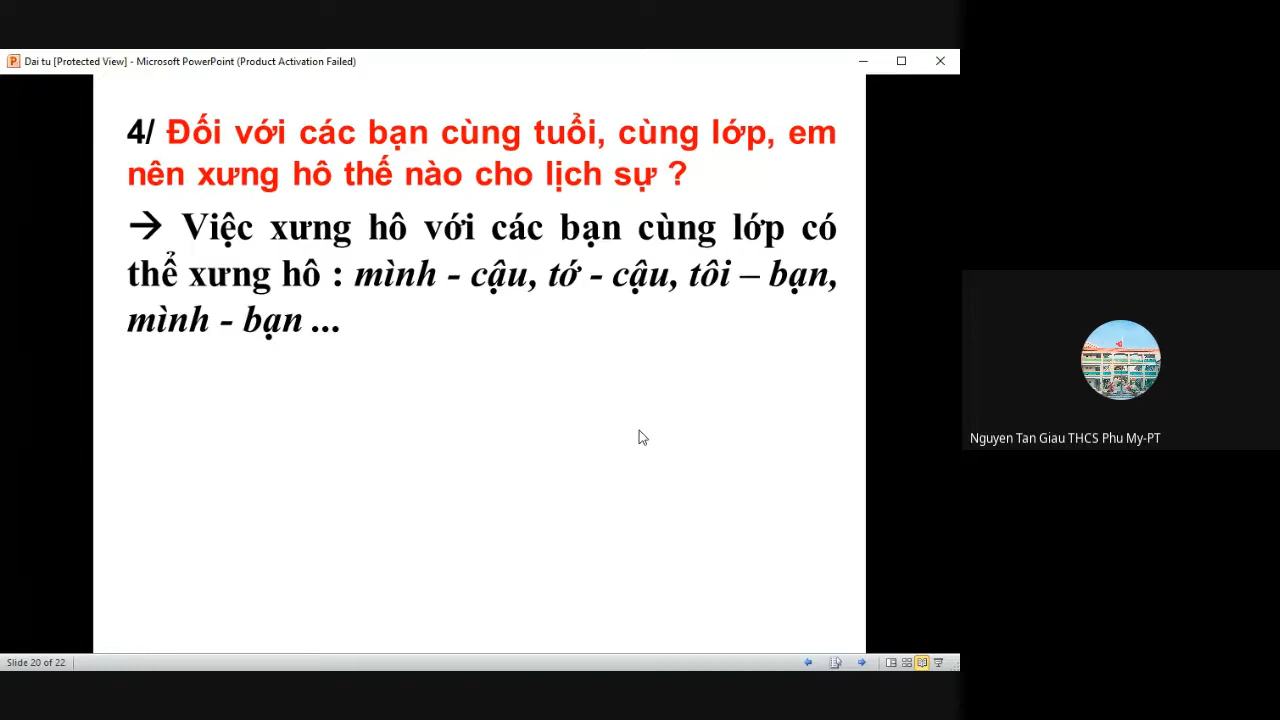 Dai tu [Protected View] - Microsoft PowerPoint (Product Activation Failed)
4/ Đối với các bạn cùng tuổi, cùng lớp, em
nên xưng hô thế nào cho lịch sự ?
→ Việc xưng hô với các bạn cùng lớp có
thể xưng hô : mình - cậu, tớ - cậu, tôi – bạn,
mình - bạn ...
Nguyen Tan Giau THCS Phu My-PT
Slide 20 of 22